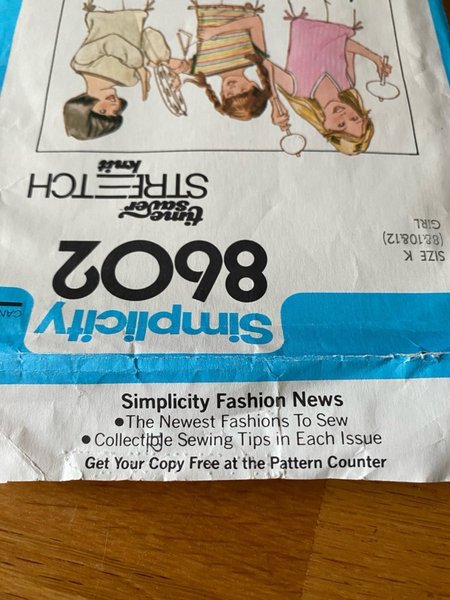 Simplicity
8602
SIZE K
(8&10&12)
GIRL
time
saver
STRETCH
knit
Simplicity Fashion News
●The Newest Fashions To Sew
●Collectible Sewing Tips in Each Issue
Get Your Copy Free at the Pattern Counter